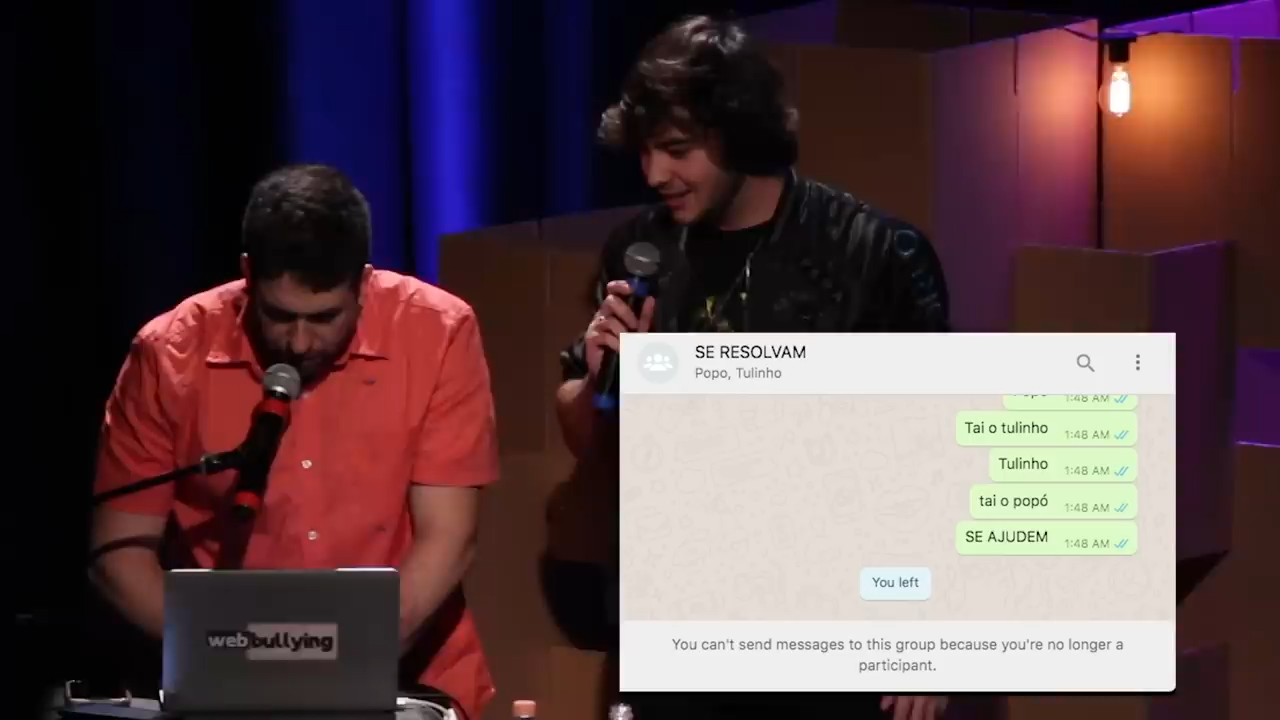 SE RESOLVAM
Popo, Tulinho
1:48 AM
Tai o tulinho 1:48 AM
Tulinho 1:48 AM
tai o popó 1:48 AM
SE AJUDEM 1:48 AM
You left
You can't send messages to this group because you're no longer a
participant.
webbullying